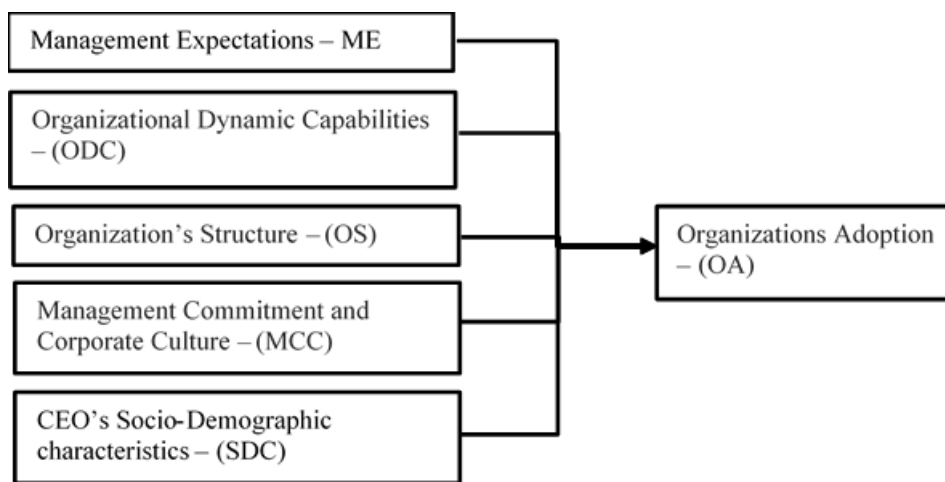 Management Expectations – ME
Organizational Dynamic Capabilities
– (ODC)
Organization’s Structure – (OS)
Organizations Adoption
– (OA)
Management Commitment and
Corporate Culture – (MCC)
CEO’s Socio-Demographic
characteristics – (SDC)